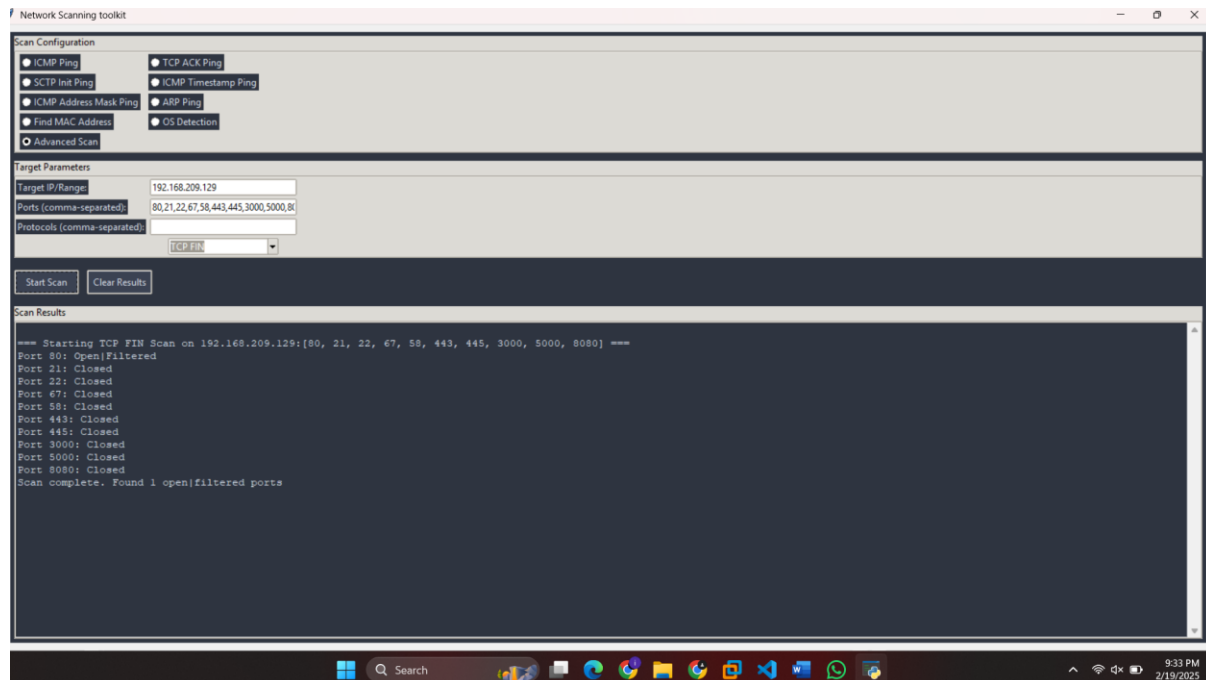 Network Scanning toolkit
Scan Configuration
ICMP Ping TCP ACK Ping
SCTP Init Ping ICMP Timestamp Ping
ICMP Address Mask Ping ARP Ping
Find MAC Address OS Detection
Advanced Scan
Target Parameters
Target IP/Range: 192.168.209.129
Ports (comma-separated): 80,21,22,67,58,443,445,3000,5000,80
Protocols (comma-separated):
TCP FIN
Start Scan Clear Results
Scan Results
=== Starting TCP FIN Scan on 192.168.209.129:[80, 21, 22, 67, 58, 443, 445, 3000, 5000, 8080] ===
Port 80: Open|Filtered
Port 21: Closed
Port 22: Closed
Port 67: Closed
Port 58: Closed
Port 443: Closed
Port 445: Closed
Port 3000: Closed
Port 5000: Closed
Port 8080: Closed
Scan complete. Found 1 open|filtered ports
Search
9:33 PM
2/19/2025